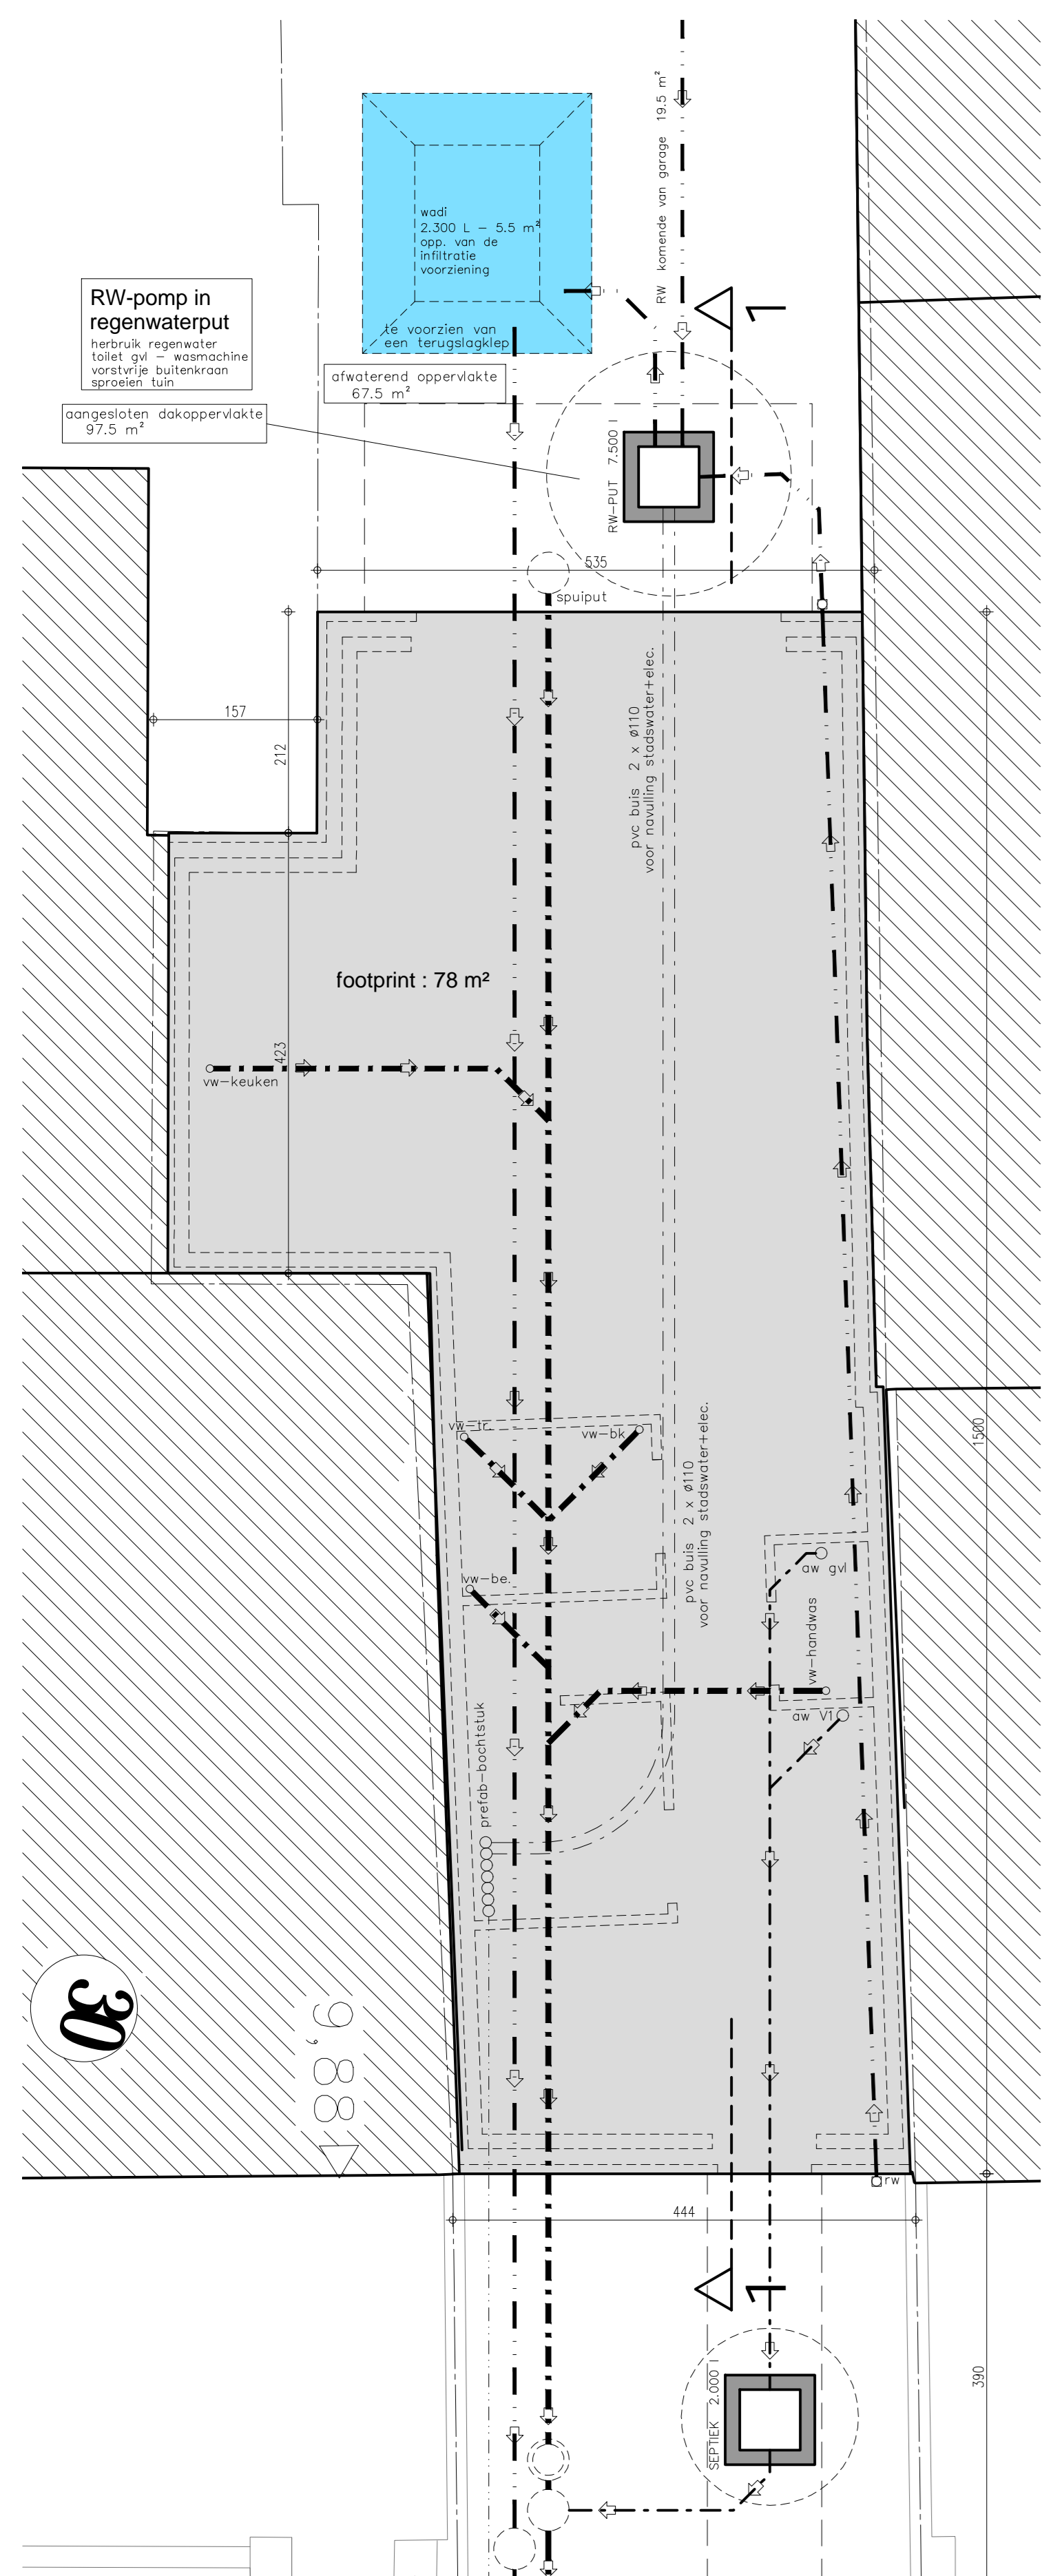 RW komende van garage 19.5 m²
wadi
2.300 L – 5.5 m²
opp. van de
infiltratie
voorziening
RW-pomp in
regenwaterput
herbruik regenwater
toilet gvl – wasmachine
vorstvrije buitenkraan
sproeien tuin
te voorzien van
een terugslagklep
1
afwaterend oppervlakte
67.5 m²
aangesloten dakoppervlakte
97.5 m²
RW-PUT 7.500 l
535
spuiput
157
212
pvc buis 2 x ø110
voor navulling stadswater+elec.
footprint : 78 m²
423
vw-keuken
1500
vw-tr.
vw-bk
pvc buis 2 x ø110
voor navulling stadswater+elec.
aw gvl
vw-be.
vw-handwas
aw V1
prefab-bochtstuk
30
88,6
rw
444
1
SEPTIEK 2.000 l
390